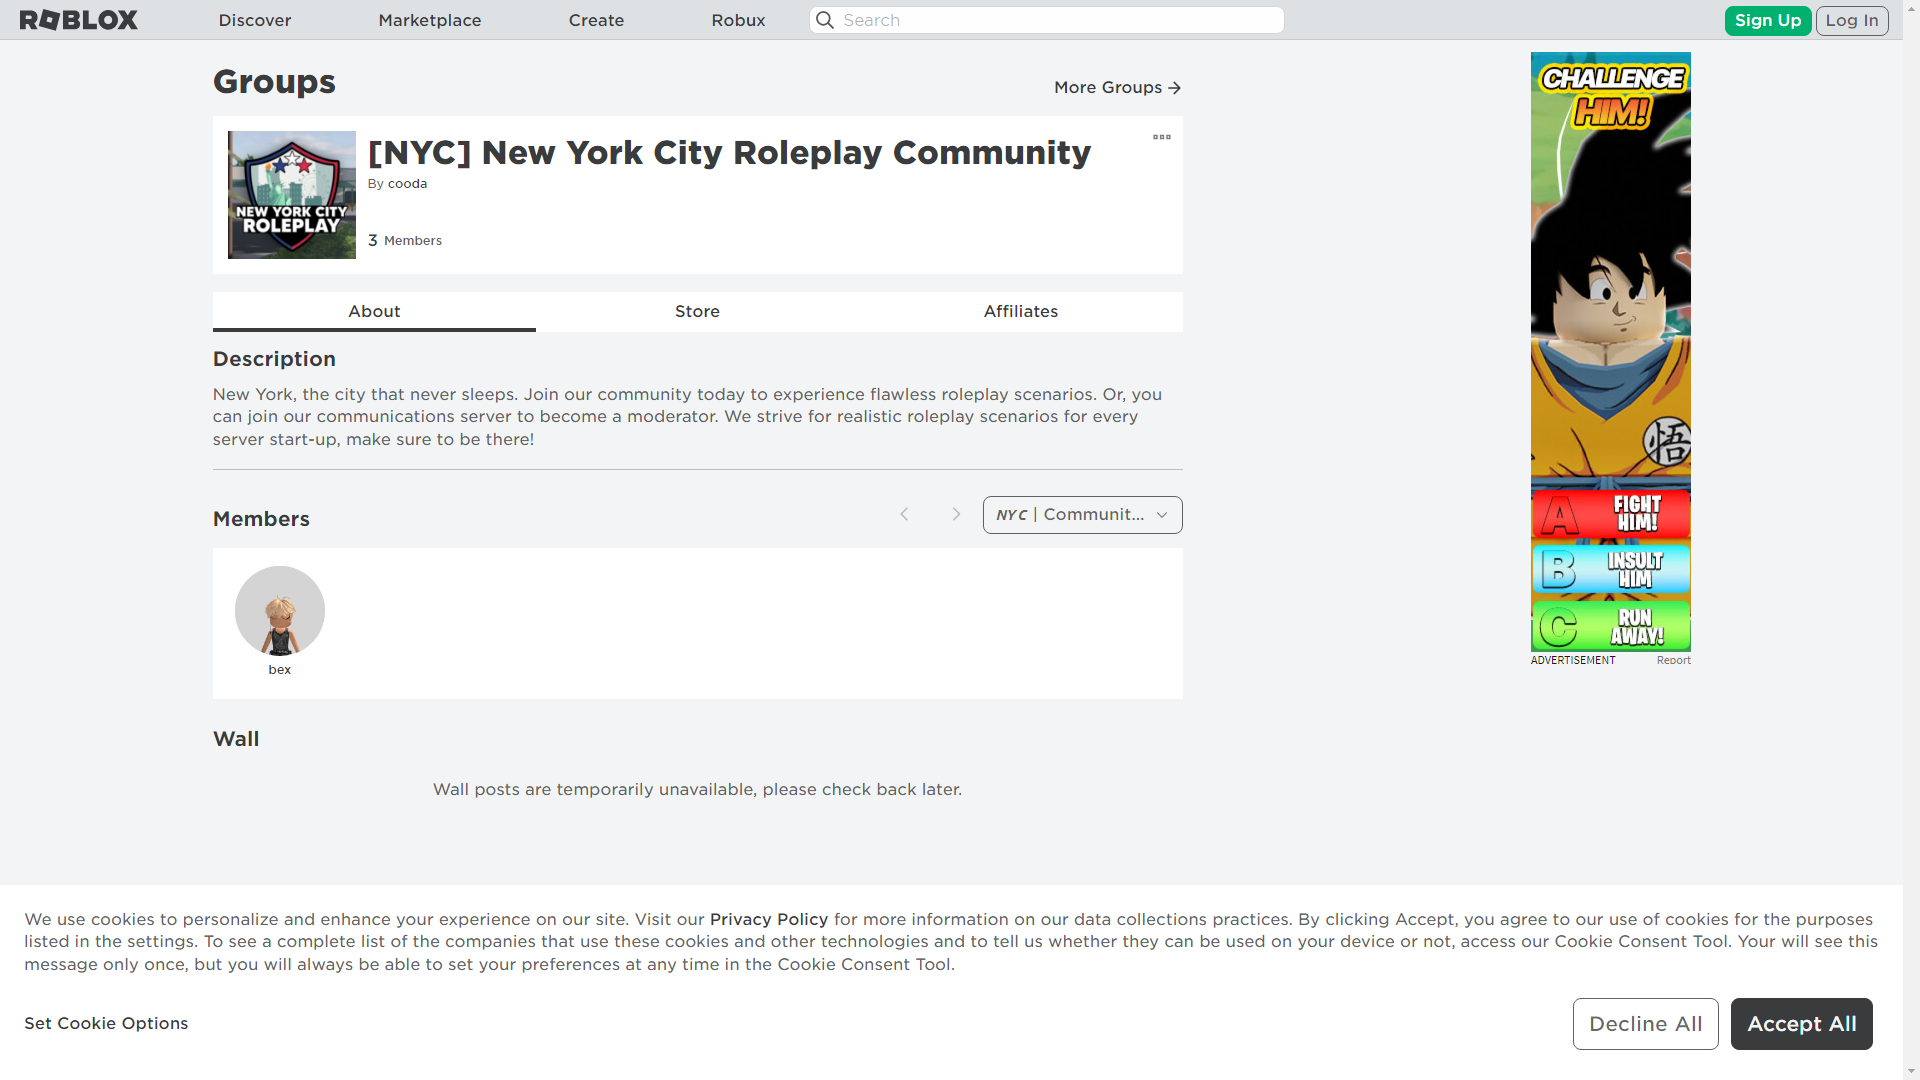 ROBLOX
Discover
Marketplace
Create
Robux
Search
Sign Up
Log In
Groups
More Groups
[NYC] New York City Roleplay Community
By cooda
3 Members
NEW YORK CITY
ROLEPLAY
About
Store
Affiliates
Description
New York, the city that never sleeps. Join our community today to experience flawless roleplay scenarios. Or, you
can join our communications server to become a moderator. We strive for realistic roleplay scenarios for every
server start-up, make sure to be there!
Members
NYC | Communit...
bex
Wall
Wall posts are temporarily unavailable, please check back later.
CHALLENGE
HIM!
悟
A FIGHT
HIM!
B INSULT
HIM
C RUN
AWAY!
ADVERTISEMENT
Report
We use cookies to personalize and enhance your experience on our site. Visit our Privacy Policy for more information on our data collections practices. By clicking Accept, you agree to our use of cookies for the purposes
listed in the settings. To see a complete list of the companies that use these cookies and other technologies and to tell us whether they can be used on your device or not, access our Cookie Consent Tool. Your will see this
message only once, but you will always be able to set your preferences at any time in the Cookie Consent Tool.
Set Cookie Options
Decline All
Accept All